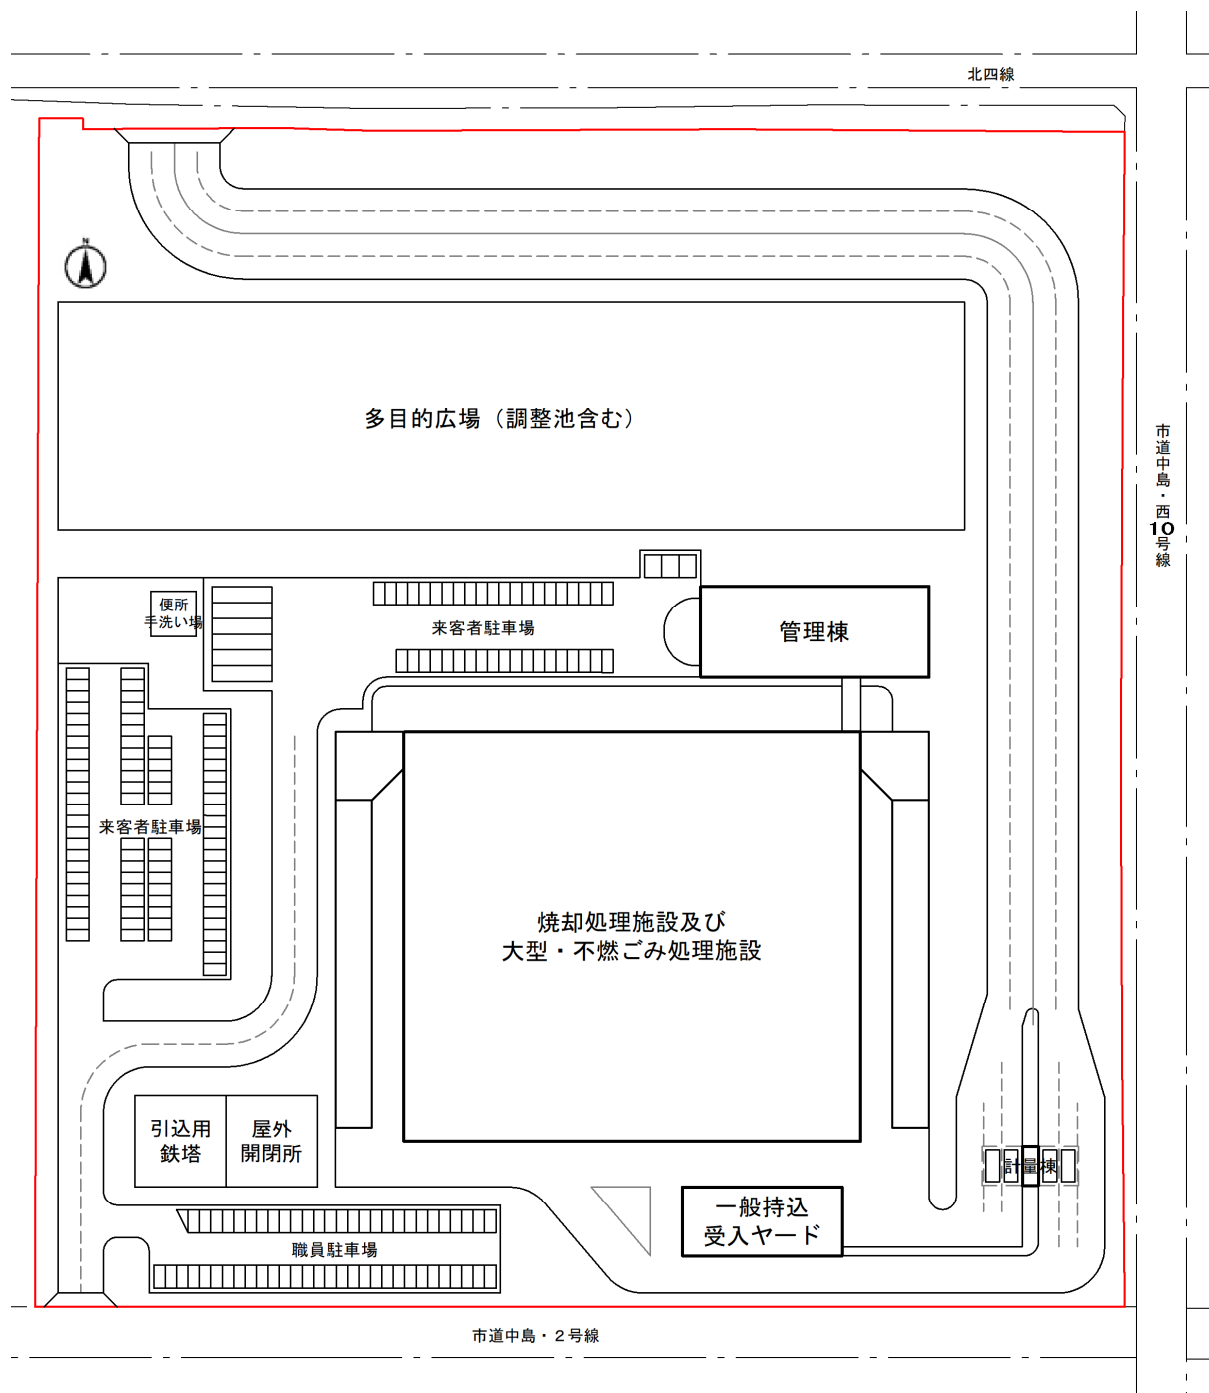 北四線
N
多目的広場（調整池含む）
市道中島・西10号線
便所
手洗い場
来客者駐車場
管理棟
来客者駐車場
焼却処理施設及び
大型・不燃ごみ処理施設
引込用
鉄塔
屋外
開閉所
計量棟
一般持込
受入ヤード
職員駐車場
市道中島・２号線